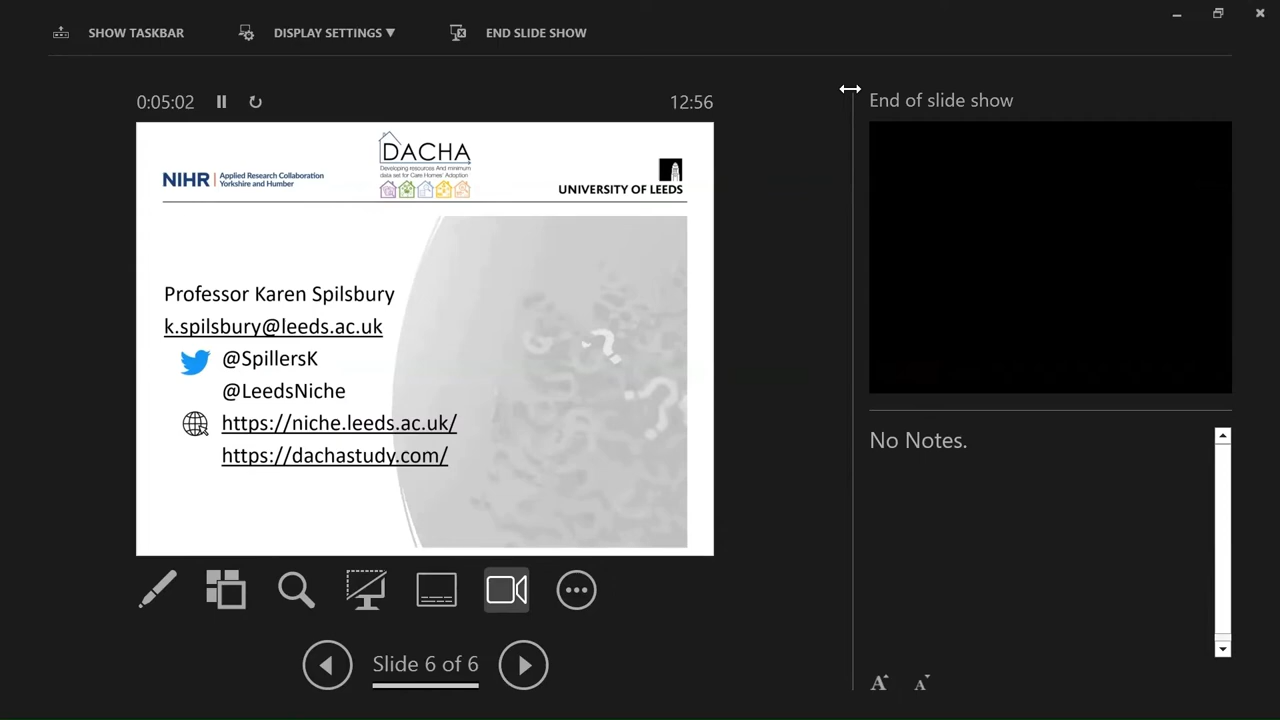 SHOW TASKBAR
DISPLAY SETTINGS ▼
END SLIDE SHOW
0:05:02
12:56
End of slide show
NIHR | Applied Research Collaboration
Yorkshire and Humber
DACHA
Developing resources And minimum
data set for Care Homes' Adoption
UNIVERSITY OF LEEDS
Professor Karen Spilsbury
k.spilsbury@leeds.ac.uk
@SpillersK
@LeedsNiche
https://niche.leeds.ac.uk/
https://dachastudy.com/
No Notes.
Slide 6 of 6
A A